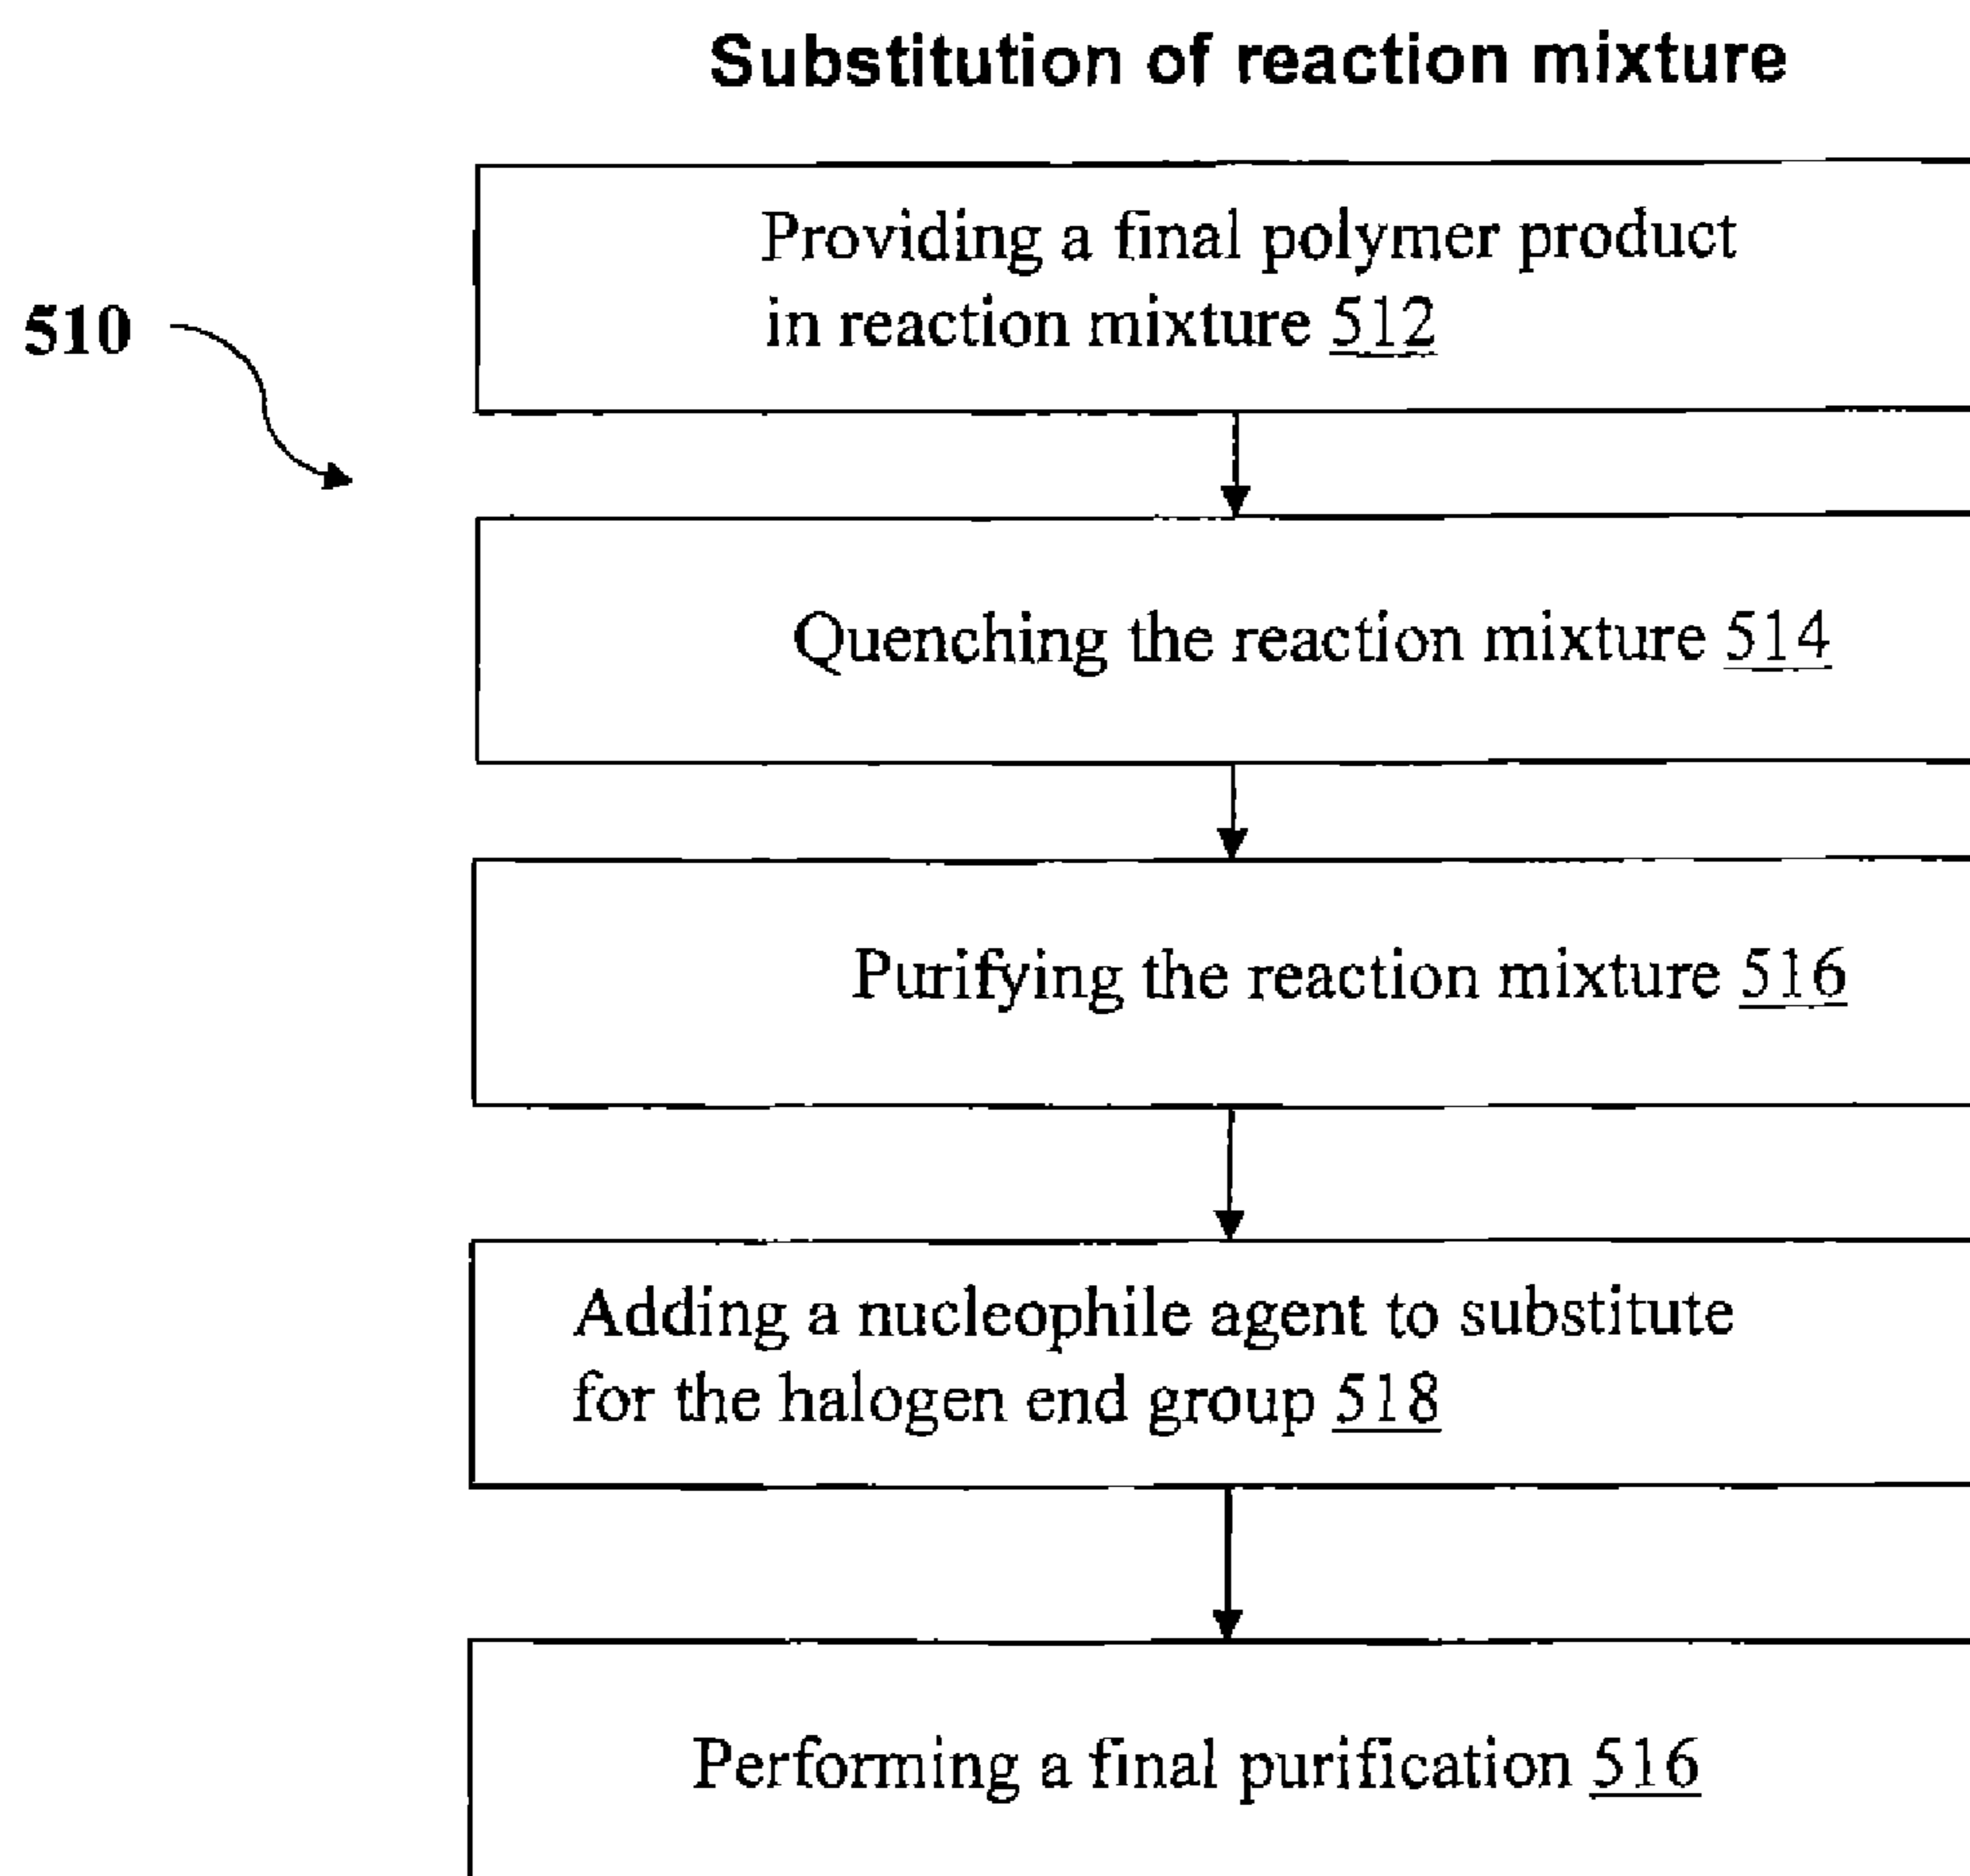 Substitution of reaction mixture
Providing a final polymer product
in reaction mixture 512
510
Quenching the reaction mixture 514
Purifying the reaction mixture 516
Adding a nucleophile agent to substitute
for the halogen end group 518
Performing a final purification 516